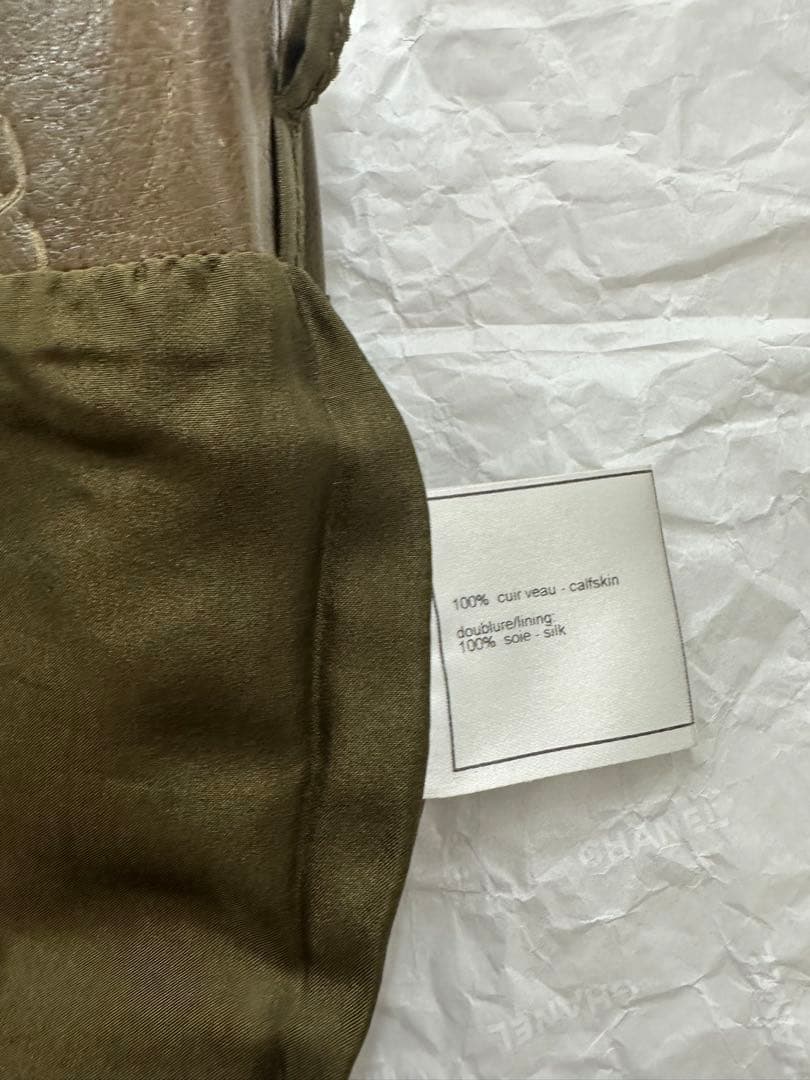 100% cuir veau - calfskin
doublure/lining:
100% soie - silk
CHANEL
CHANEL